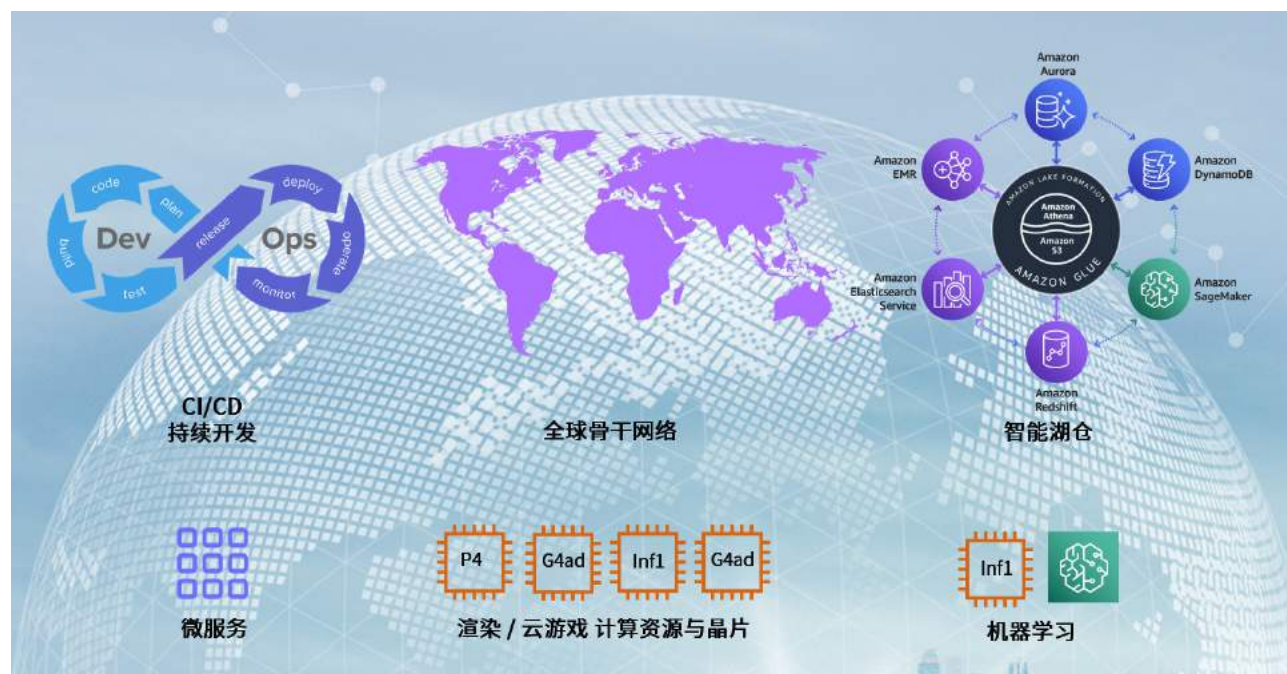 code
plan
build
test
Dev
release
deploy
operate
monitor
Ops
CI/CD
持续开发
全球骨干网络
Amazon
Aurora
Amazon
EMR
Amazon
DynamoDB
AMAZON LAKE FORMATION
Amazon
Athena
Amazon
S3
AMAZON GLUE
Amazon
Elasticsearch
Service
Amazon
SageMaker
Amazon
Redshift
智能湖仓
微服务
P4
G4ad
Inf1
G4ad
渲染 / 云游戏 计算资源与晶片
Inf1
机器学习